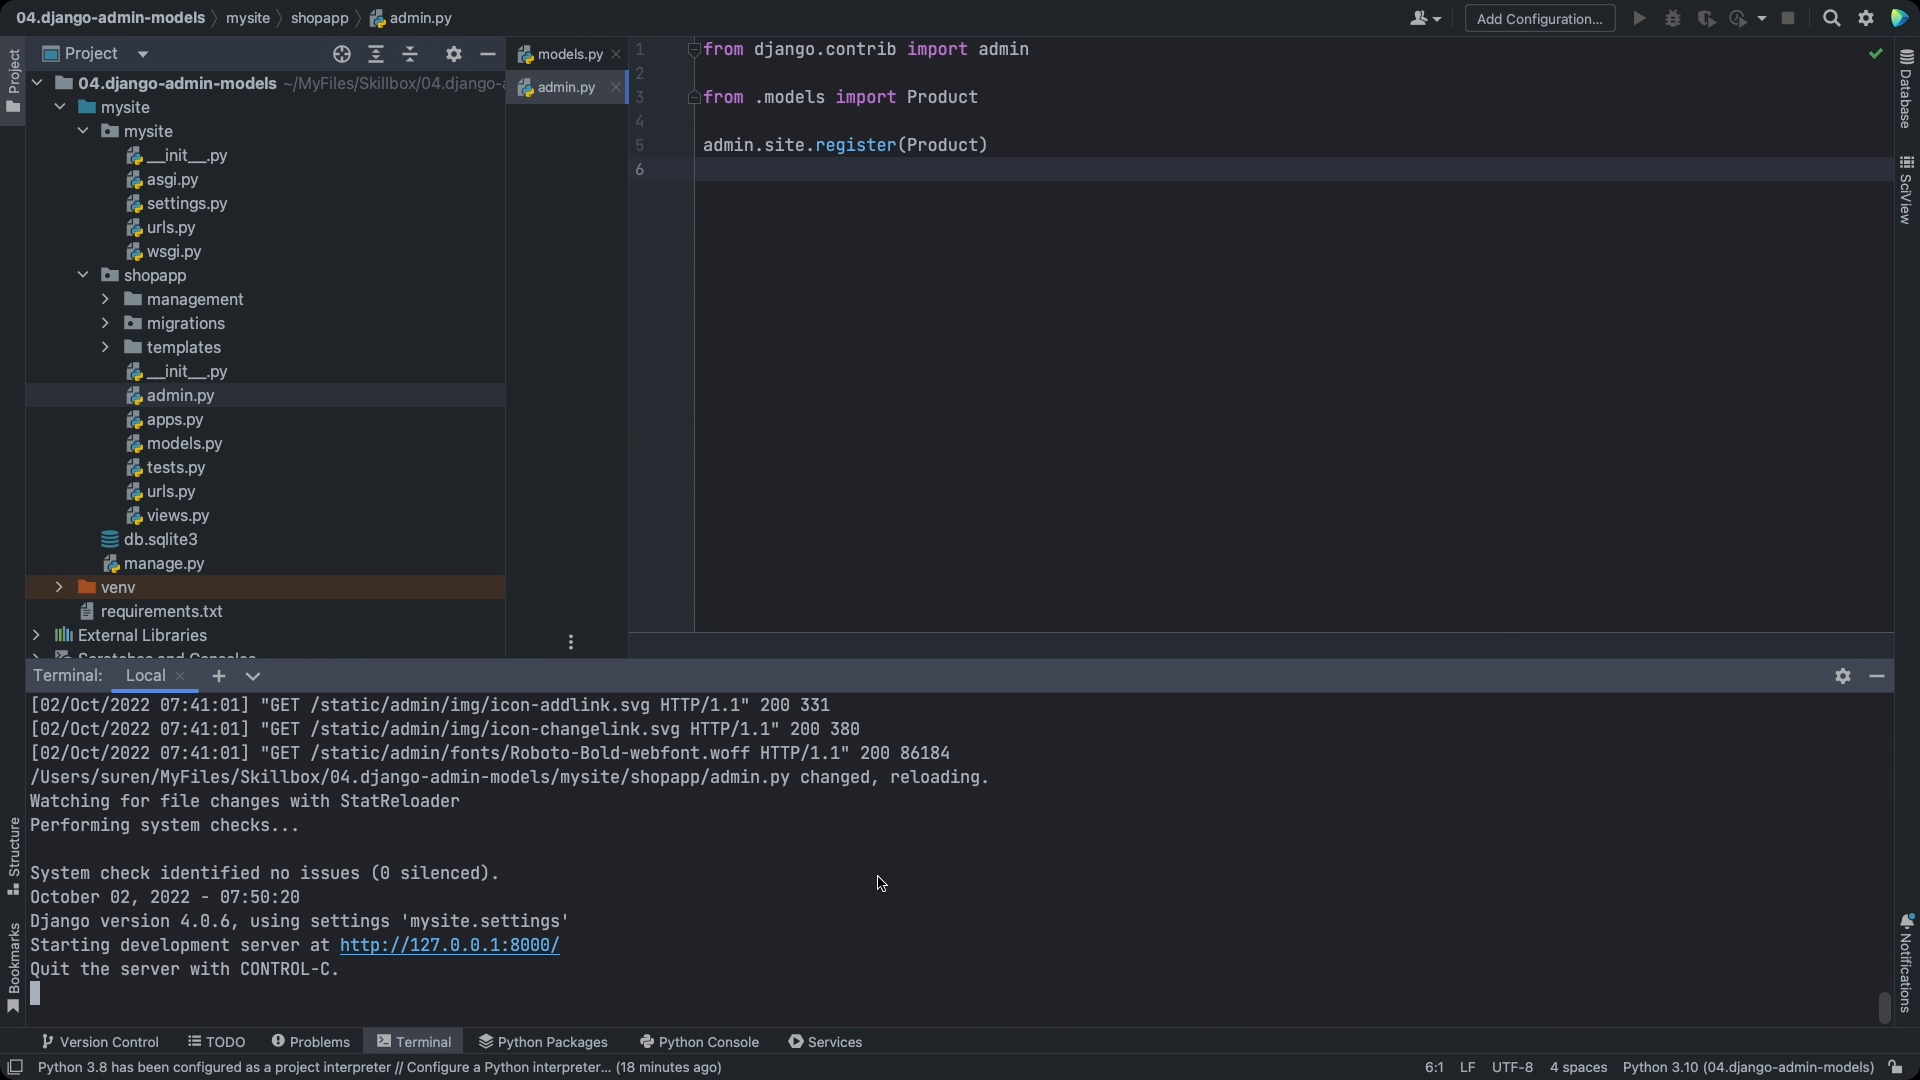 04.django-admin-models mysite shopapp admin.py Add Configuration...
Project
Project
04.django-admin-models ~/MyFiles/Skillbox/04.django-a
mysite
mysite
__init__.py
asgi.py
settings.py
urls.py
wsgi.py
shopapp
management
migrations
templates
__init__.py
admin.py
apps.py
models.py
tests.py
urls.py
views.py
db.sqlite3
manage.py
venv
requirements.txt
External Libraries
Scratches and Consoles
models.py
admin.py
1 from django.contrib import admin
2
3 from .models import Product
4
5 admin.site.register(Product)
6
Database
SciView
Terminal: Local
[02/Oct/2022 07:41:01] "GET /static/admin/img/icon-addlink.svg HTTP/1.1" 200 331
[02/Oct/2022 07:41:01] "GET /static/admin/img/icon-changelink.svg HTTP/1.1" 200 380
[02/Oct/2022 07:41:01] "GET /static/admin/fonts/Roboto-Bold-webfont.woff HTTP/1.1" 200 86184
/Users/suren/MyFiles/Skillbox/04.django-admin-models/mysite/shopapp/admin.py changed, reloading.
Watching for file changes with StatReloader
Performing system checks...
System check identified no issues (0 silenced).
October 02, 2022 - 07:50:20
Django version 4.0.6, using settings 'mysite.settings'
Starting development server at http://127.0.0.1:8000/
Quit the server with CONTROL-C.
Structure
Bookmarks
Notifications
Version Control TODO Problems Terminal Python Packages Python Console Services
Python 3.8 has been configured as a project interpreter // Configure a Python interpreter... (18 minutes ago) 6:1 LF UTF-8 4 spaces Python 3.10 (04.django-admin-models)